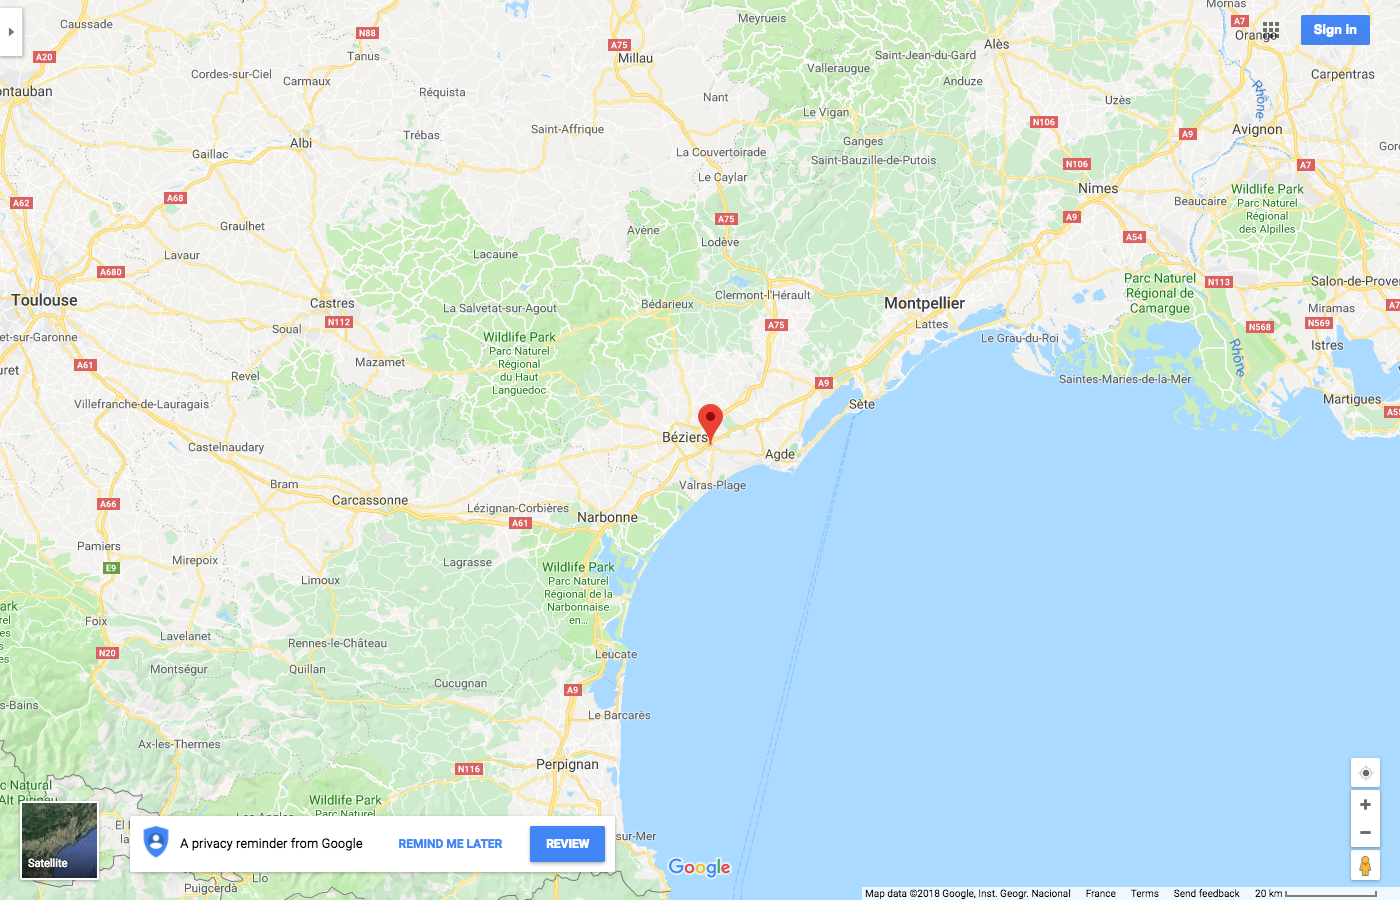 Caussade
N88
Meyrueis
Mornas
A7
Orange
Sign in
A20
Tanus
A75
Millau
Alès
Saint-Jean-du-Gard
Valleraugue
Cordes-sur-Ciel
Carmaux
Anduze
Carpentras
ontauban
Réquista
Nant
Le Vigan
Uzès
Rhône
Trébas
Saint-Affrique
N106
A9
Avignon
Albi
Ganges
Gaillac
La Couvertoirade
Saint-Bauzille-de-Putois
N106
A7
Gor
Le Caylar
Nimes
A68
A62
Beaucaire
Wildlife Park
Parc Naturel
Régional
des Alpilles
A75
A9
Graulhet
Avène
Lodève
A54
Lavaur
Lacaune
A680
Parc Naturel
Régional de
Camargue
N113
Salon-de-Prove
Toulouse
Castres
La Salvetat-sur-Agout
Bédarieux
Clermont-l'Hérault
Montpellier
A7
Miramas
N112
Soual
A75
Lattes
N568
N569
et-sur-Garonne
Wildlife Park
Parc Naturel
Régional
du Haut
Languedoc
Le Grau-du-Roi
Istres
Rhône
A61
uret
Mazamet
Revel
A9
Saintes-Maries-de-la-Mer
Villefranche-de-Lauragais
Sète
Martigues
A55
Béziers
Castelnaudary
Agde
Bram
Valras-Plage
Carcassonne
A66
Lézignan-Corbières
A61
Narbonne
Pamiers
Mirepoix
Lagrasse
E9
Limoux
Wildlife Park
Parc Naturel
Régional de la
Narbonnaise
en...
ark
rel
es
s
Foix
Lavelanet
Rennes-le-Château
N20
Montségur
Quillan
Leucate
Cucugnan
A9
s-Bains
Le Barcarès
Ax-les-Thermes
Perpignan
N116
c Natural
Alt Pirineu
Wildlife Park
Parc Naturel
Les Angles
El
la
sur-Mer
Satellite
A privacy reminder from Google
REMIND ME LATER
REVIEW
Google
Llo
Puigcerdà
Map data ©2018 Google, Inst. Geogr. Nacional France Terms Send feedback 20 km